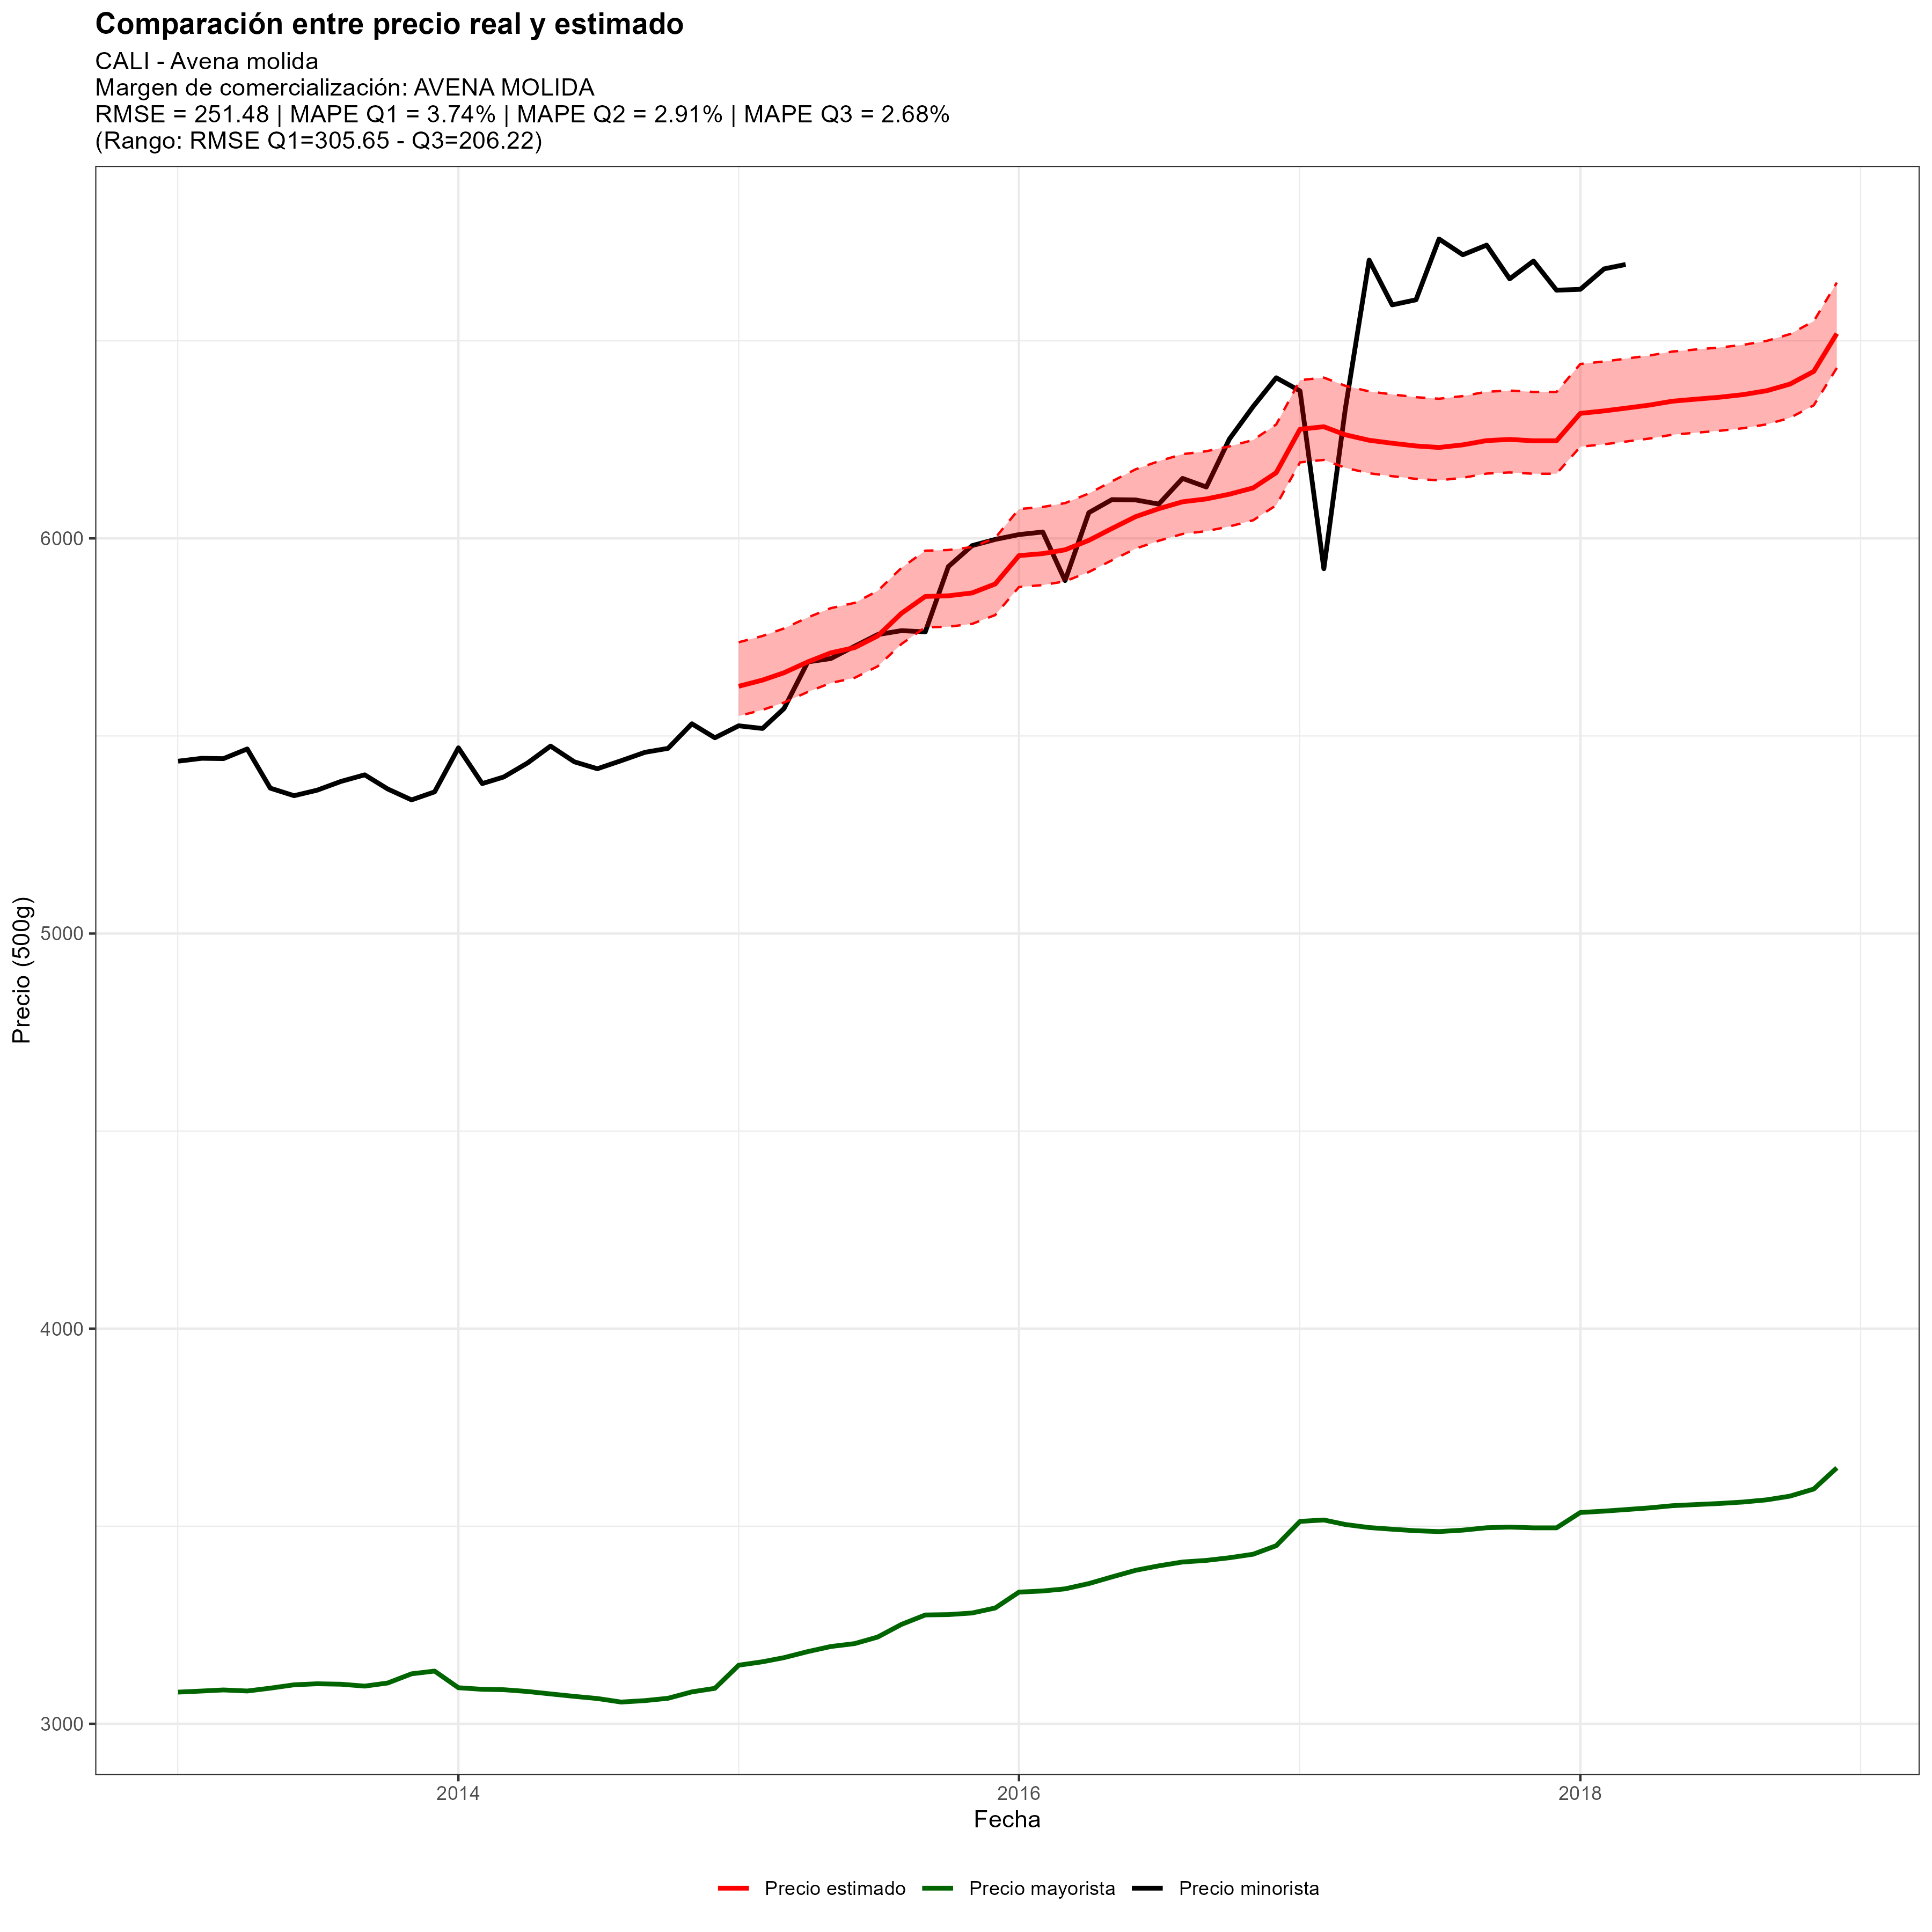 Comparación entre precio real y estimado
CALI - Avena molida
Margen de comercialización: AVENA MOLIDA
RMSE = 251.48 | MAPE Q1 = 3.74% | MAPE Q2 = 2.91% | MAPE Q3 = 2.68%
(Rango: RMSE Q1=305.65 - Q3=206.22)
Precio (500g)
6000
5000
4000
3000
2014
2016
2018
Fecha
Precio estimado
Precio mayorista
Precio minorista